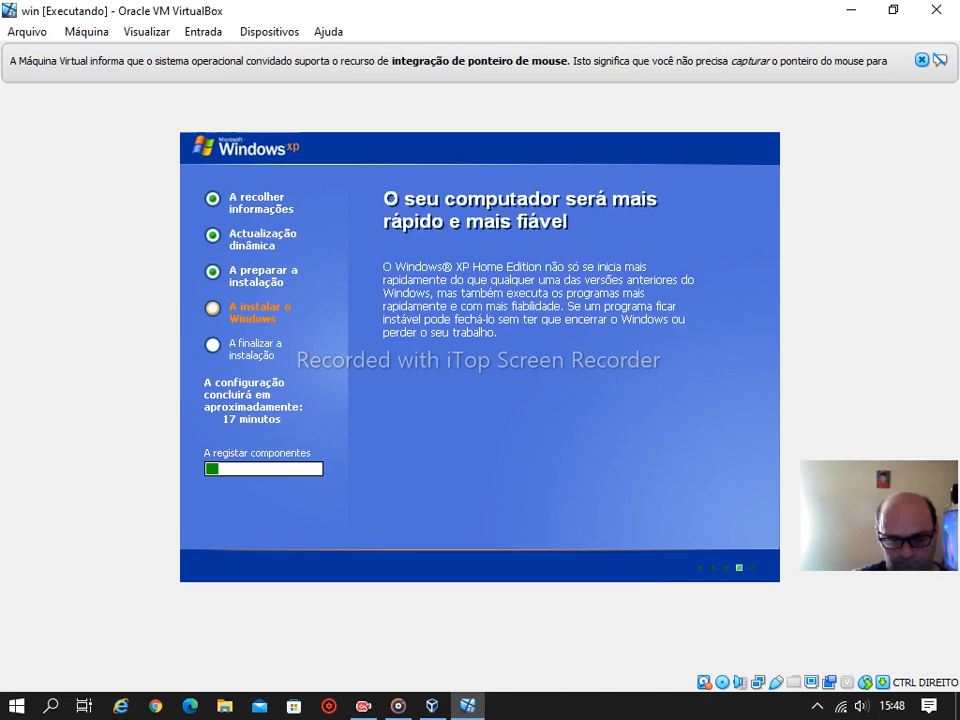 win [Executando] - Oracle VM VirtualBox
Arquivo Máquina Visualizar Entrada Dispositivos Ajuda
A Máquina Virtual informa que o sistema operacional convidado suporta o recurso de integração de ponteiro de mouse. Isto significa que você não precisa capturar o ponteiro do mouse para
Microsoft
Windows xp
A recolher
informações
Actualização
dinâmica
A preparar a
instalação
A instalar o
Windows
A finalizar a
instalação
A configuração
concluirá em
aproximadamente:
17 minutos
A registar componentes
O seu computador será mais
rápido e mais fiável
O Windows® XP Home Edition não só se inicia mais
rapidamente do que qualquer uma das versões anteriores do
Windows, mas também executa os programas mais
rapidamente e com mais fiabilidade. Se um programa ficar
instável pode fechá-lo sem ter que encerrar o Windows ou
perder o seu trabalho.
Recorded with iTop Screen Recorder
CTRL DIREITO
15:48